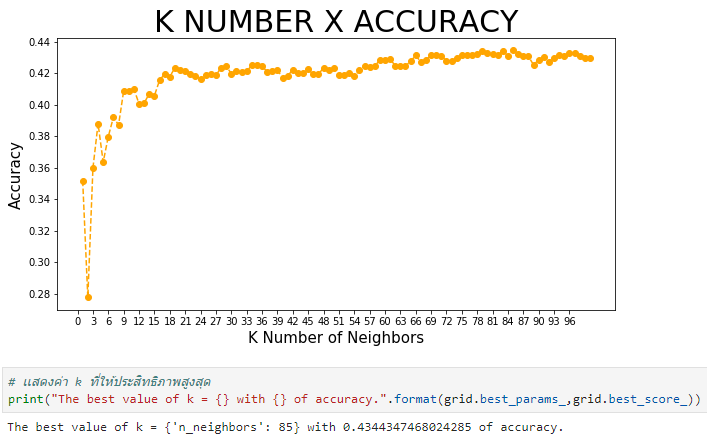 K NUMBER X ACCURACY
0.44
0.42
0.40
0.38
0.36
0.34
0.32
0.30
0.28
Accuracy
0 3 6 9 12 15 18 21 24 27 30 33 36 39 42 45 48 51 54 57 60 63 66 69 72 75 78 81 84 87 90 93 96
K Number of Neighbors
# แสดงค่า k ที่ให้ประสิทธิภาพสูงสุด
print("The best value of k = {} with {} of accuracy.".format(grid.best_params_,grid.best_score_))
The best value of k = {'n_neighbors': 85} with 0.4344347468024285 of accuracy.